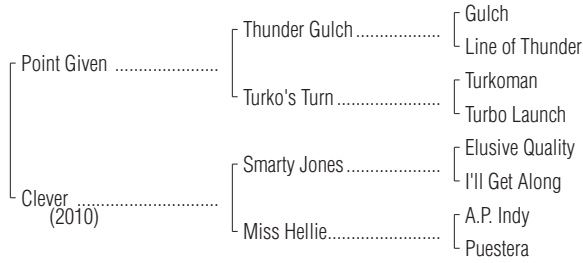 Gulch
Thunder Gulch ..................
Line of Thunder
Point Given ......................
Turkoman
Turko's Turn ......................
Turbo Launch
Elusive Quality
Smarty Jones ....................
I'll Get Along
Clever ............................
(2010)
A.P. Indy
Miss Hellie........................
Puestera